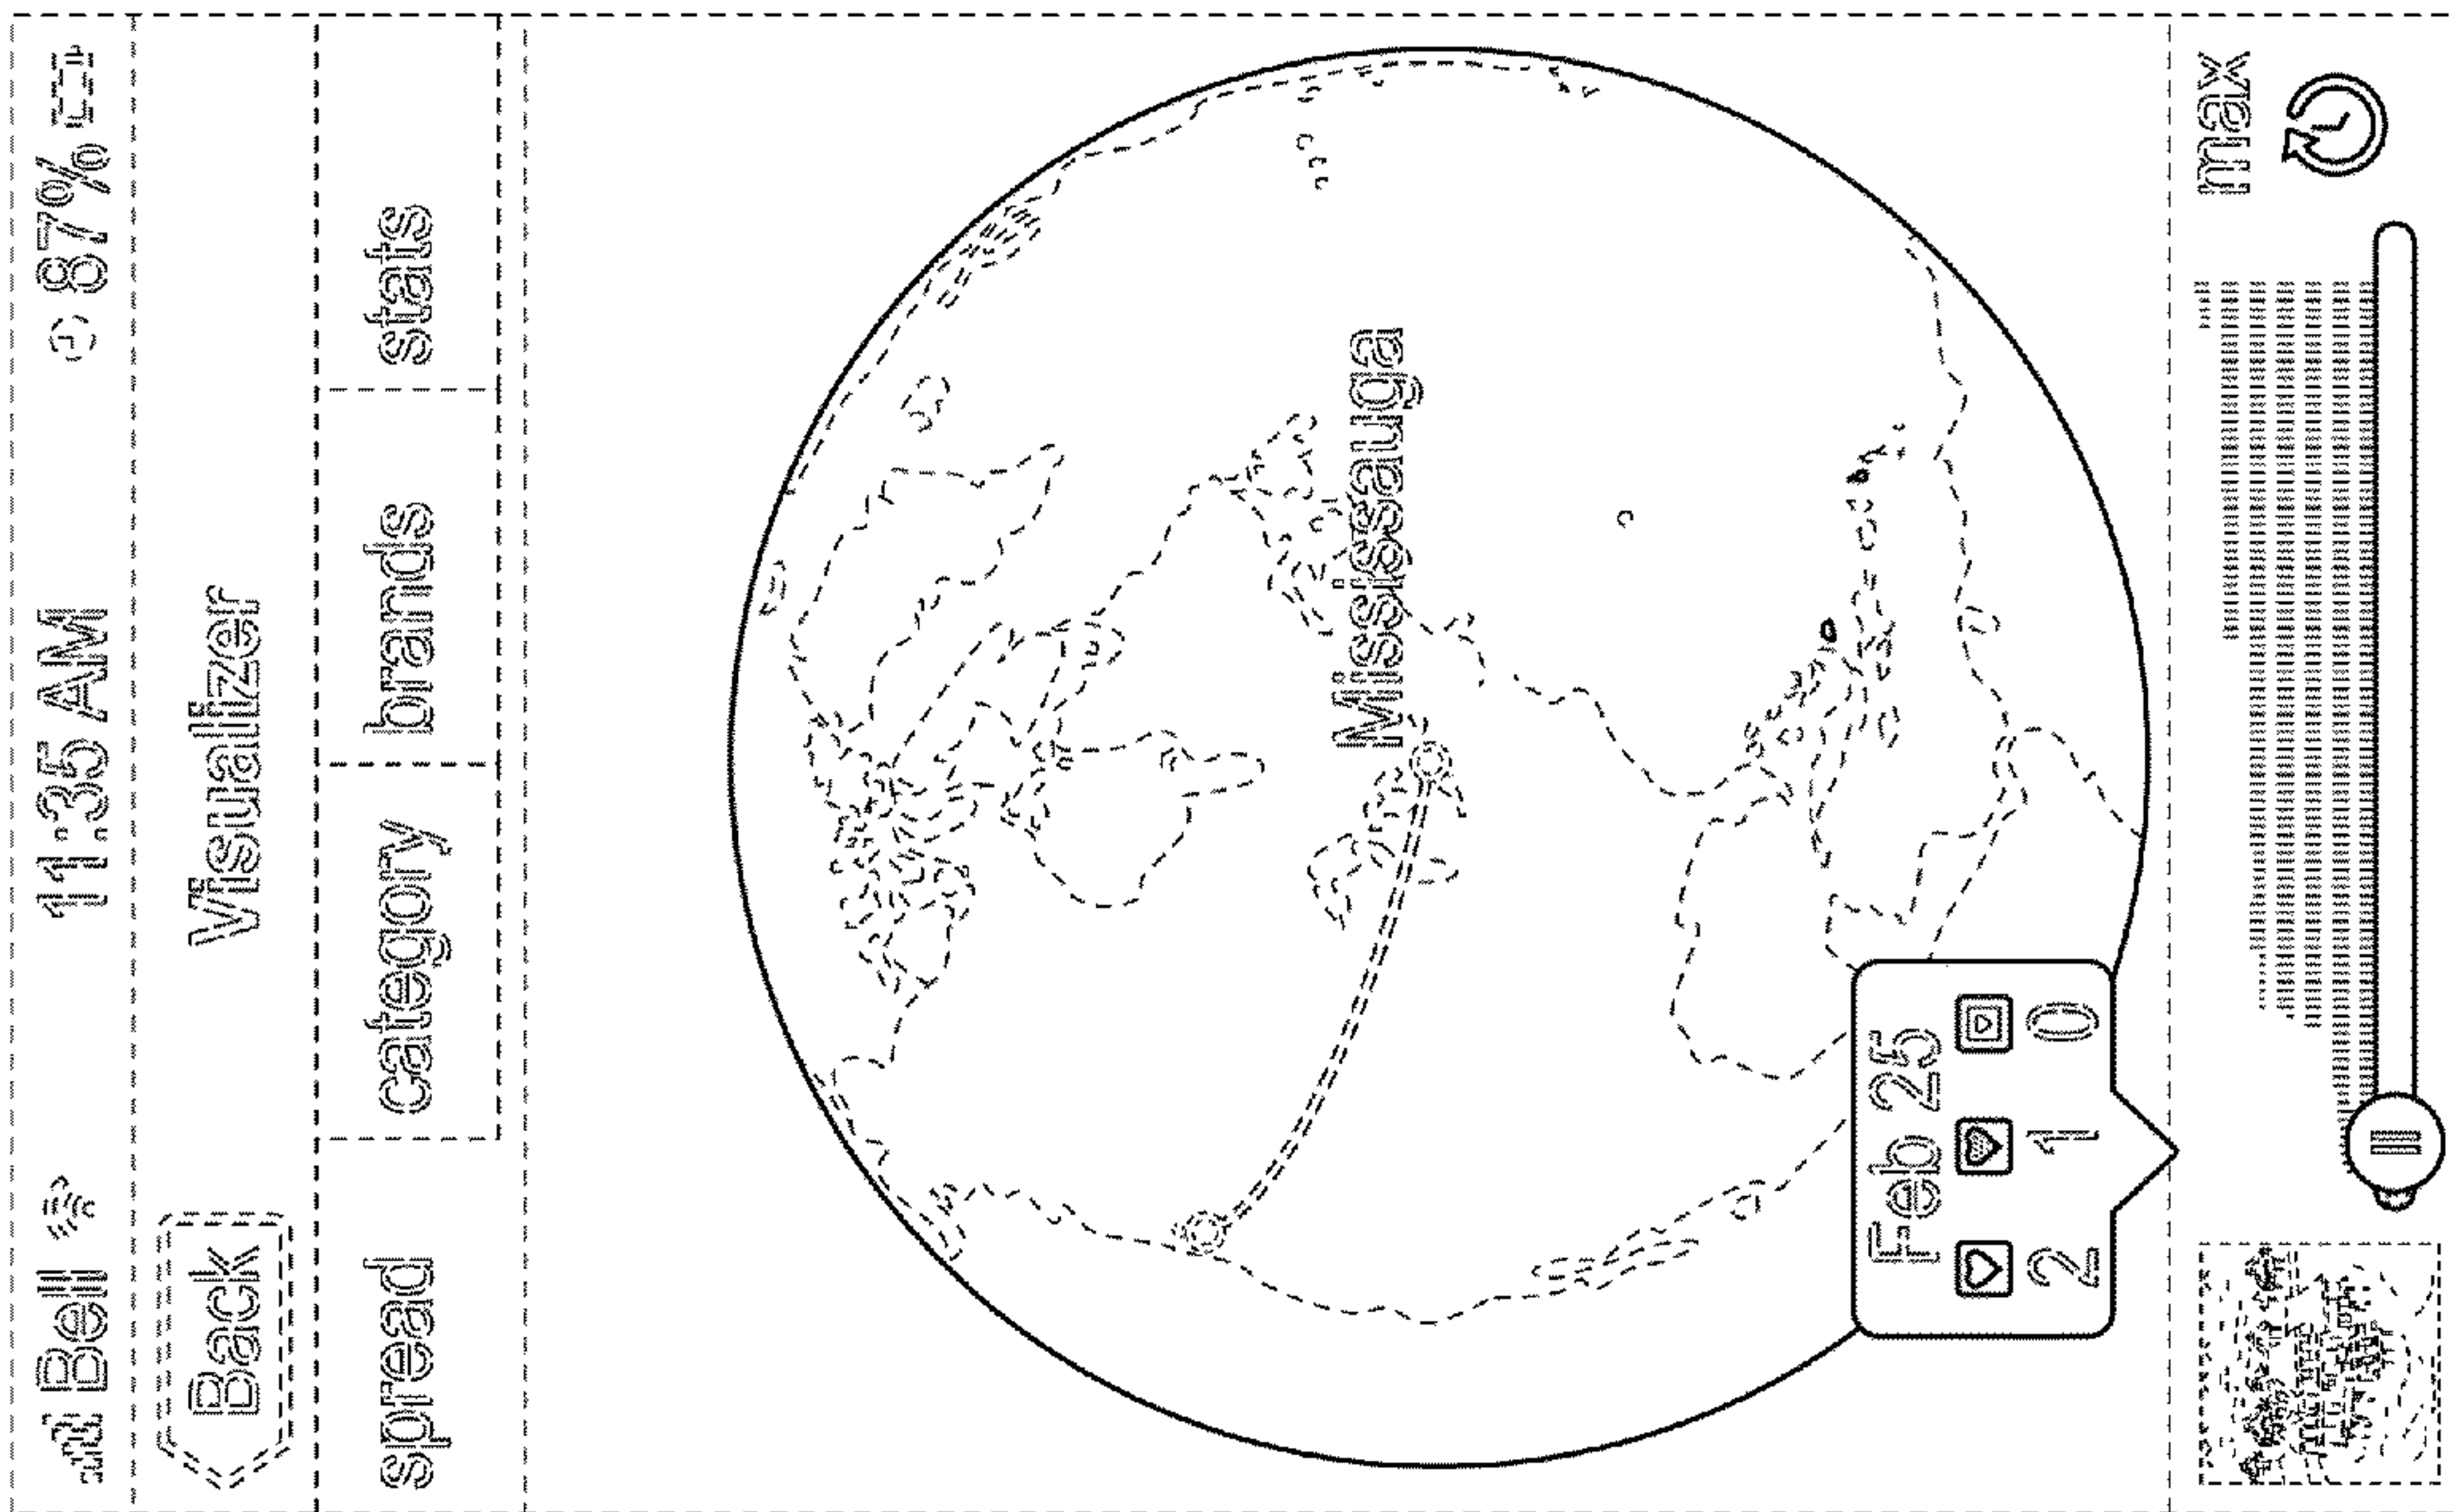 Bell 11:35 AM 87%
Back Visualizer
spread category brands stats
Mississauga
Feb 25
2 1 0
max